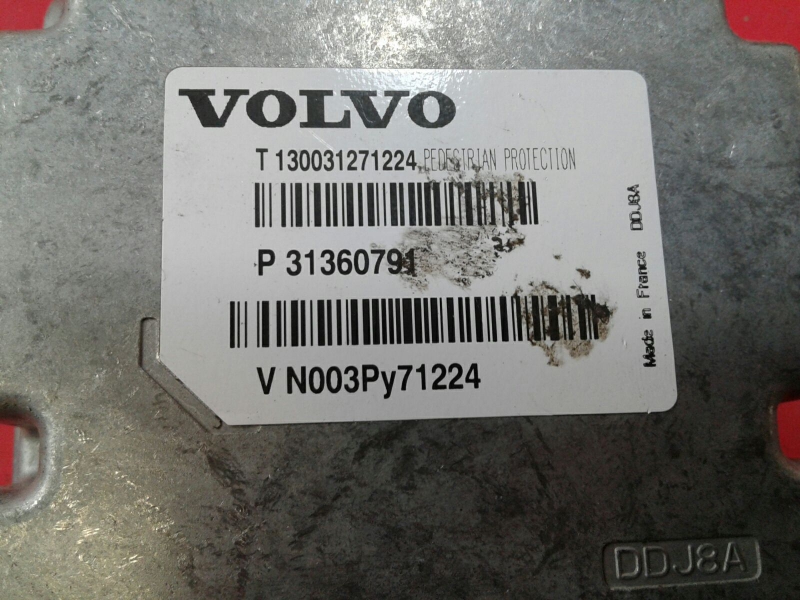 VOLVO
T 130031271224 PEDESTRIAN PROTECTION
P 31360791
V N003Py71224
Made in France DDJ8A
DDJ8A